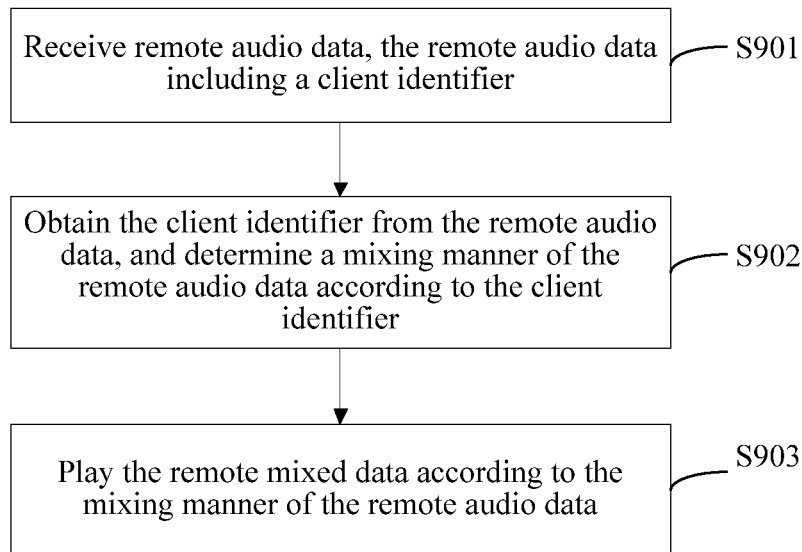 Receive remote audio data, the remote audio data
including a client identifier
S901
Obtain the client identifier from the remote audio
data, and determine a mixing manner of the
remote audio data according to the client
identifier
S902
Play the remote mixed data according to the
mixing manner of the remote audio data
S903